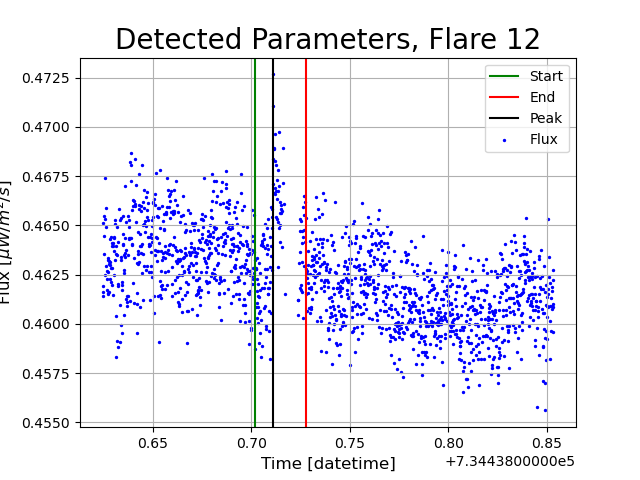 Detected Parameters, Flare 12
Start
End
Peak
Flux
Flux [μW/m²/s]
0.4725
0.4700
0.4675
0.4650
0.4625
0.4600
0.4575
0.4550
0.65
0.70
0.75
0.80
0.85
Time [datetime]
+7.3443800000e5